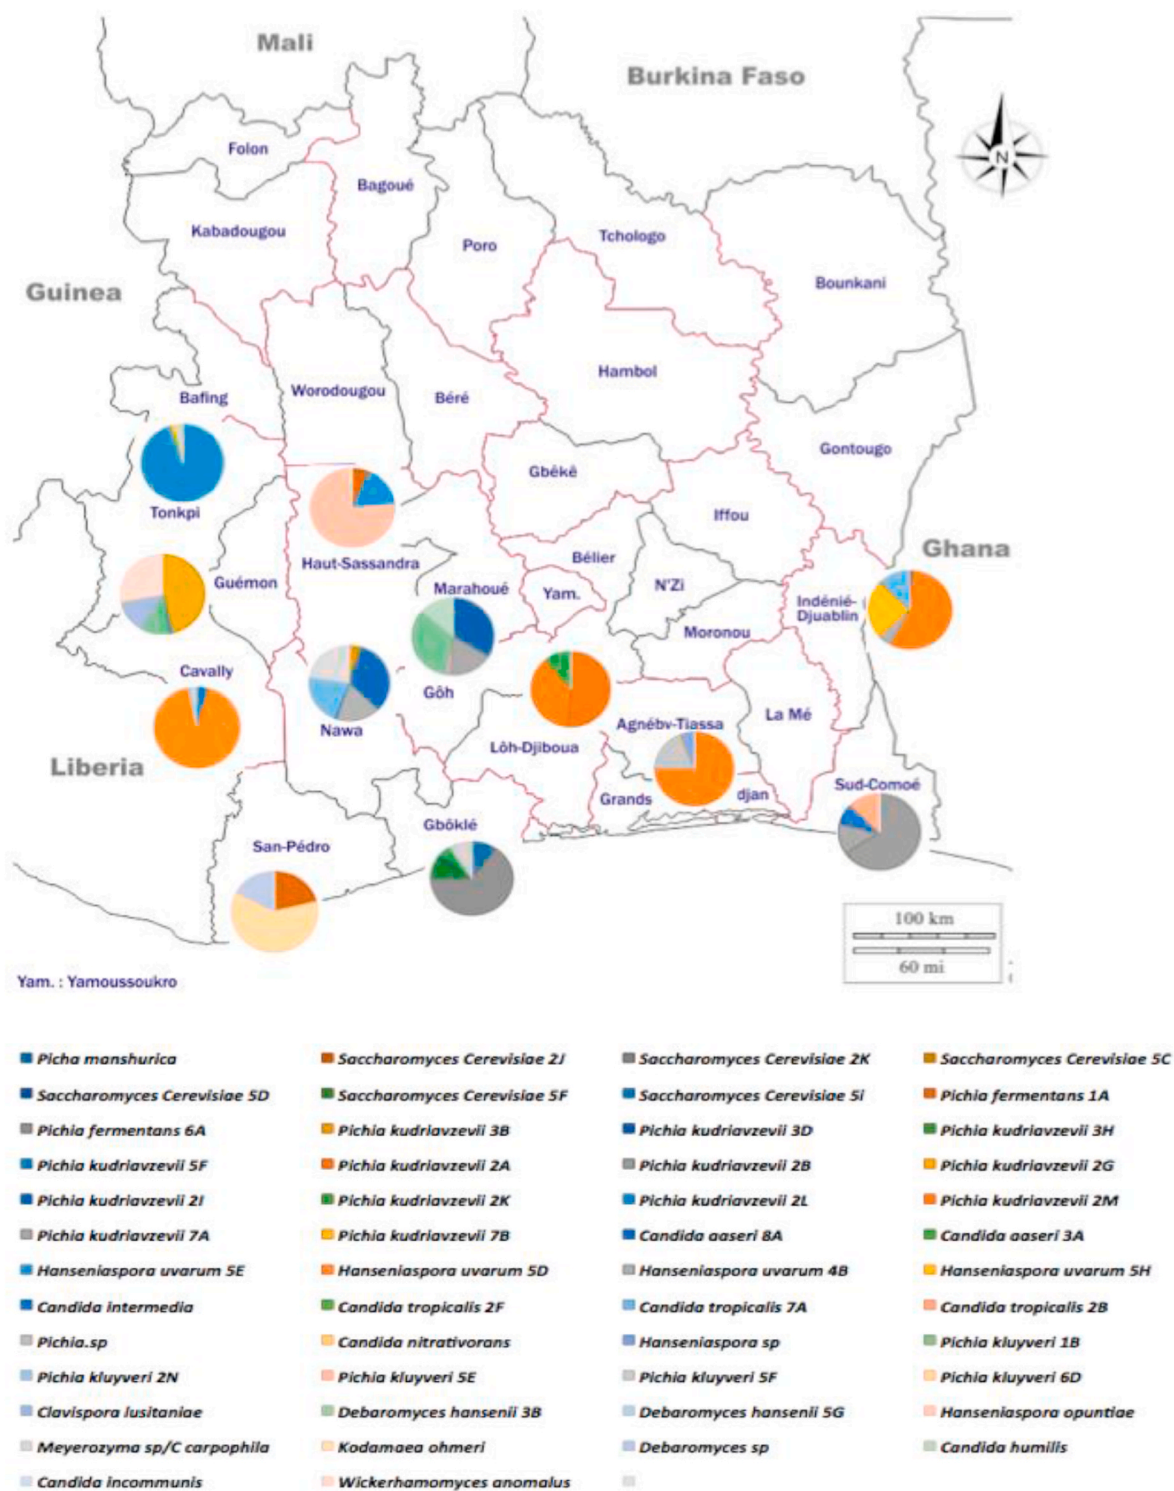 Mali
Burkina Faso
N
Folon
Bagoué
Kabadougou
Poro
Tchologo
Bounkani
Guinea
Hambol
Worodougou
Béré
Bafing
Gontougo
Gbêkê
Tonkpi
Iffou
Ghana
Haut-Sassandra
Bélier
Guémon
Marahoué
N'Zi
Yam.
Indénié-
Djuablin
Moronou
Cavally
Gôh
Nawa
La Mé
Agnéby-Tiassa
Lôh-Djiboua
Liberia
Sud-Comoé
Grands
djan
Gbôklé
San-Pédro
100 km
60 mi
Yam. : Yamoussoukro
Picha manshurica Saccharomyces Cerevisiae 2J Saccharomyces Cerevisiae 2K Saccharomyces Cerevisiae 5C
Saccharomyces Cerevisiae 5D Saccharomyces Cerevisiae 5F Saccharomyces Cerevisiae 5i Pichia fermentans 1A
Pichia fermentans 6A Pichia kudriavzevii 3B Pichia kudriavzevii 3D Pichia kudriavzevii 3H
Pichia kudriavzevii 5F Pichia kudriavzevii 2A Pichia kudriavzevii 2B Pichia kudriavzevii 2G
Pichia kudriavzevii 2I Pichia kudriavzevii 2K Pichia kudriavzevii 2L Pichia kudriavzevii 2M
Pichia kudriavzevii 7A Pichia kudriavzevii 7B Candida aaseri 8A Candida aaseri 3A
Hanseniaspora uvarum 5E Hanseniaspora uvarum 5D Hanseniaspora uvarum 4B Hanseniaspora uvarum 5H
Candida intermedia Candida tropicalis 2F Candida tropicalis 7A Candida tropicalis 2B
Pichia.sp Candida nitrativorans Hanseniaspora sp Pichia kluyveri 1B
Pichia kluyveri 2N Pichia kluyveri 5E Pichia kluyveri 5F Pichia kluyveri 6D
Clavispora lusitaniae Debaromyces hansenii 3B Debaromyces hansenii 5G Hanseniaspora opuntiae
Meyerozyma sp/C carpophila Kodamaea ohmeri Debaromyces sp Candida humilis
Candida incommunis Wickerhamomyces anomalus